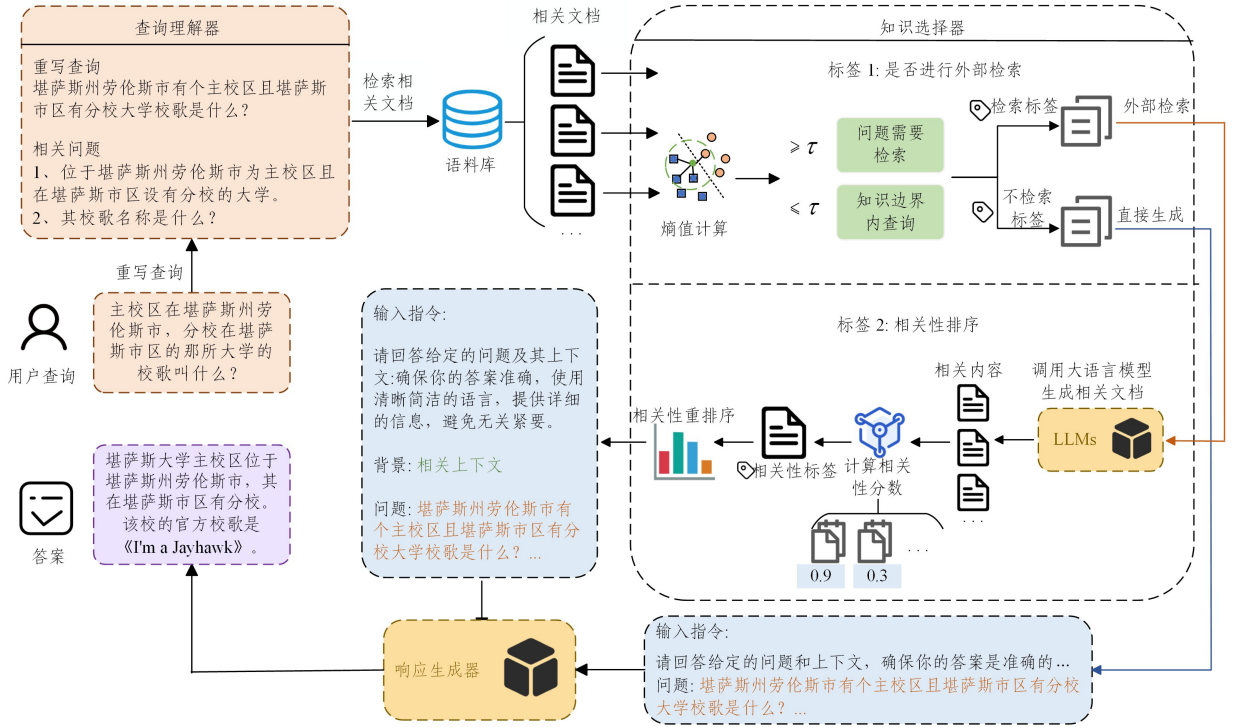 查询理解器
重写查询
堪萨斯州劳伦斯市有个主校区且堪萨斯
市区有分校大学校歌是什么?
相关问题
1、位于堪萨斯州劳伦斯市为主校区且
在堪萨斯市区设有分校的大学。
2、其校歌名称是什么?
重写查询
用户查询
主校区在堪萨斯州劳
伦斯市，分校在堪萨
斯市区的那所大学的
校歌叫什么?
检索相
关文档
语料库
相关文档
...
知识选择器
标签 1: 是否进行外部检索
熵值计算
⩾ τ
问题需要
检索
⩽ τ
知识边界
内查询
检索标签
外部检索
不检索
标签
直接生成
标签 2: 相关性排序
调用大语言模型
生成相关文档
LLMs
相关内容
...
计算相关
性分数
0.9
0.3
...
相关性标签
相关性重排序
输入指令:
请回答给定的问题及其上下
文:确保你的答案准确，使用
清晰简洁的语言，提供详细
的信息，避免无关紧要。
背景: 相关上下文
问题: 堪萨斯州劳伦斯市有
个主校区且堪萨斯市区有分
校大学校歌是什么? ...
输入指令:
请回答给定的问题和上下文，确保你的答案是准确的...
问题: 堪萨斯州劳伦斯市有个主校区且堪萨斯市区有分校
大学校歌是什么? ...
响应生成器
答案
堪萨斯大学主校区位于
堪萨斯州劳伦斯市，其
在堪萨斯市区有分校。
该校的官方校歌是
《I'm a Jayhawk》。